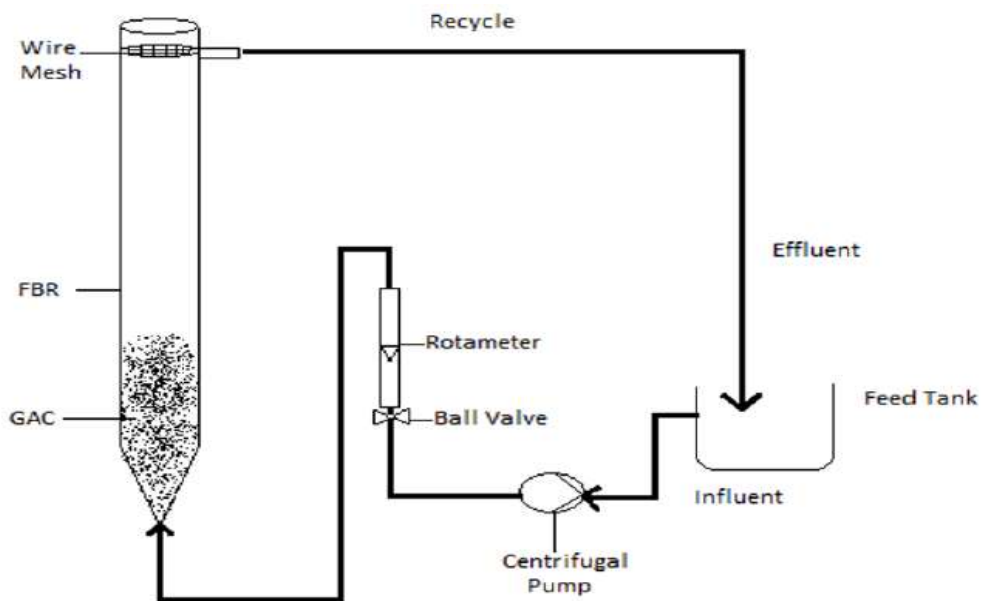 Recycle
Wire
Mesh
Effluent
FBR
Rotameter
Feed Tank
GAC
Ball Valve
Influent
Centrifugal
Pump